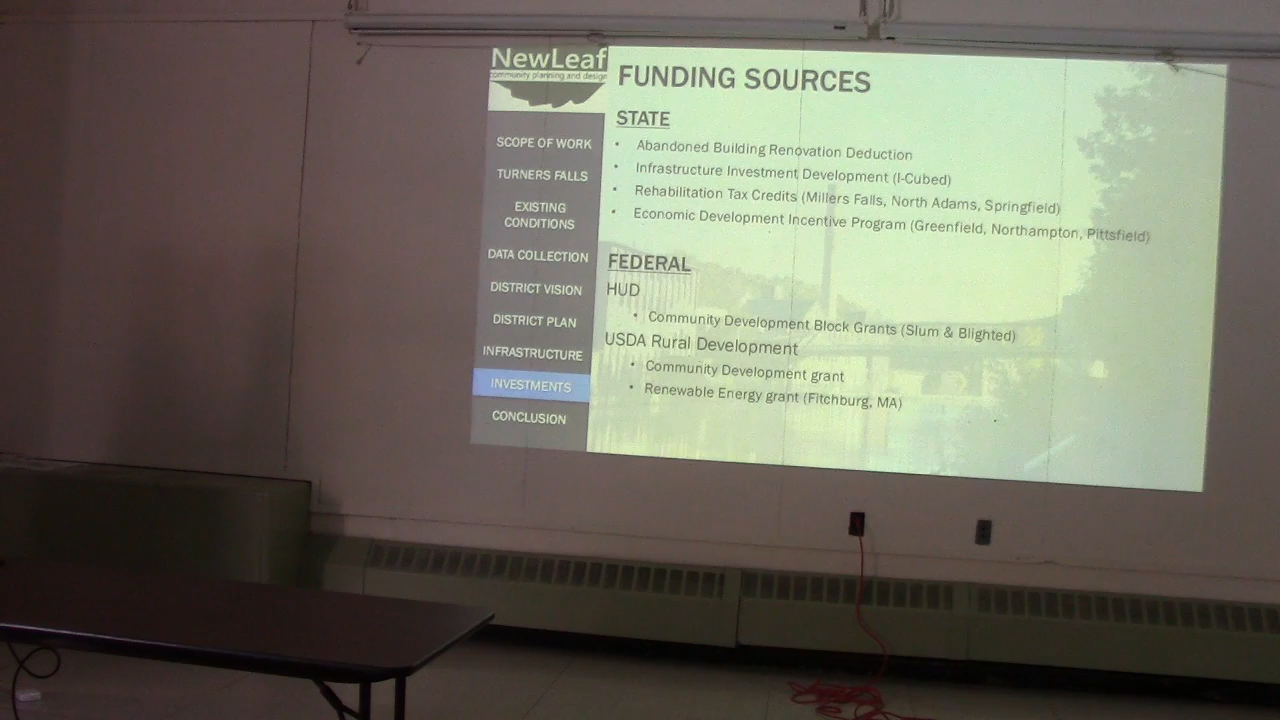 NewLeaf
community planning and design
SCOPE OF WORK
TURNERS FALLS
EXISTING
CONDITIONS
DATA COLLECTION
DISTRICT VISION
DISTRICT PLAN
INFRASTRUCTURE
INVESTMENTS
CONCLUSION
FUNDING SOURCES
STATE
• Abandoned Building Renovation Deduction
• Infrastructure Investment Development (I-Cubed)
• Rehabilitation Tax Credits (Millers Falls, North Adams, Springfield)
• Economic Development Incentive Program (Greenfield, Northampton, Pittsfield)
FEDERAL
HUD
• Community Development Block Grants (Slum & Blighted)
USDA Rural Development
• Community Development grant
• Renewable Energy grant (Fitchburg, MA)